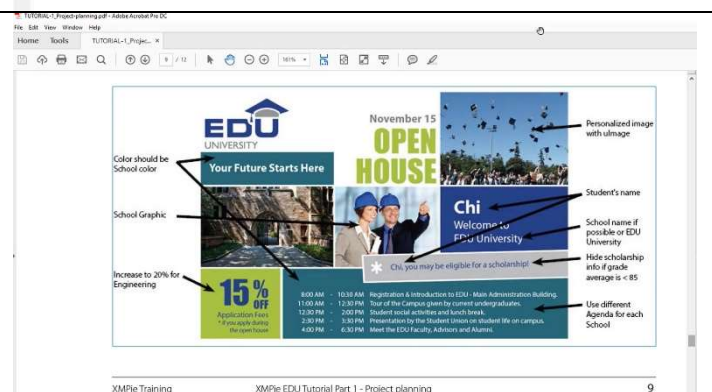 TUTORIAL-1_Project-planning.pdf - Adobe Acrobat Pro DC
File Edit View Window Help
Home Tools TUTORIAL-1_Projec... ×
9 / 12 161%
EDU
UNIVERSITY
Your Future Starts Here
November 15
OPEN
HOUSE
Chi
Welcome to
EDU University
* Chi, you may be eligible for a scholarship!
15% OFF
Application Fees
* If you apply during
the open house
8:00 AM - 10:30 AM Registration & Introduction to EDU - Main Administration Building.
11:00 AM - 12:30 PM Tour of the Campus given by current undergraduates.
12:30 PM - 2:00 PM Student social activities and lunch break.
2:30 PM - 3:30 PM Presentation by the Student Union on student life on campus.
4:00 PM - 6:30 PM Meet the EDU Faculty, Advisors and Alumni.
Color should be
School color
School Graphic
Increase to 20% for
Engineering
Personalized image
with uImage
Student's name
School name if
possible or EDU
University
Hide scholarship
info if grade
average is < 85
Use different
Agenda for each
School
XMPie Training XMPie EDU Tutorial Part 1 - Project planning 9